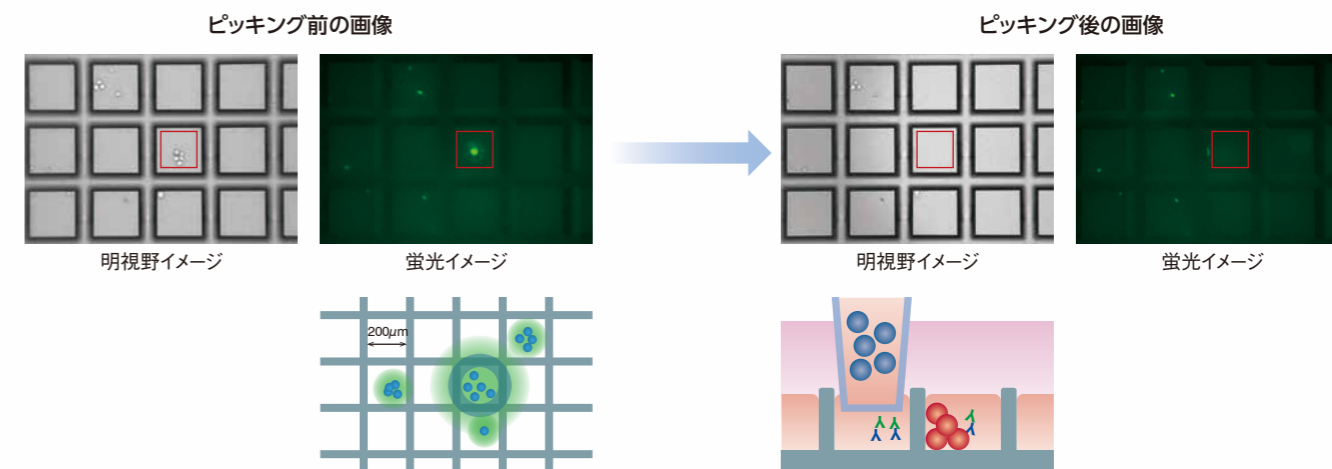 ピッキング前の画像
ピッキング後の画像
明視野イメージ
蛍光イメージ
明視野イメージ
蛍光イメージ
200µm